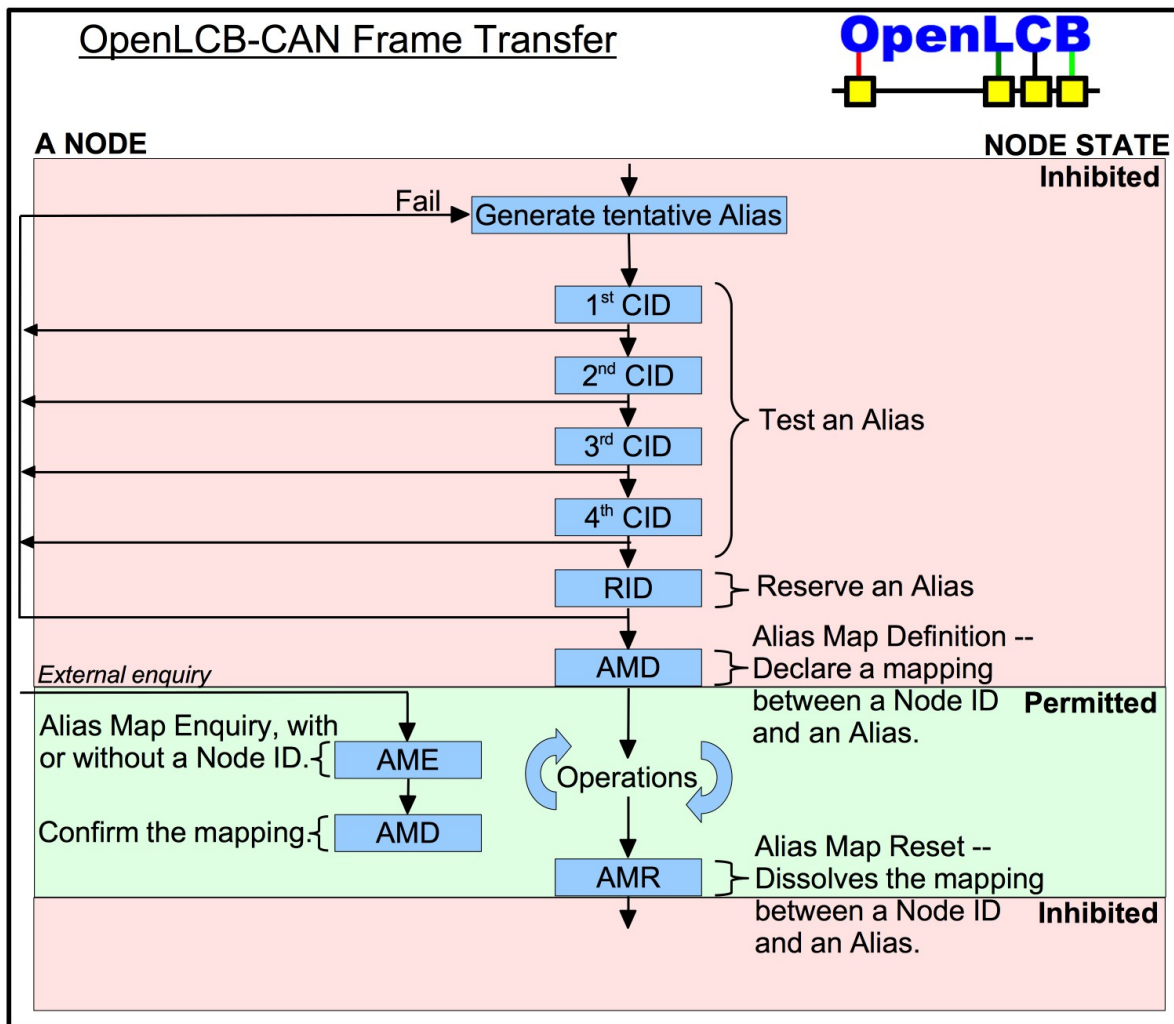 OpenLCB-CAN Frame Transfer
OpenLCB
A NODE
NODE STATE
Inhibited
Fail
Generate tentative Alias
1st CID
2nd CID
3rd CID
4th CID
Test an Alias
RID
Reserve an Alias
Alias Map Definition --
AMD
Declare a mapping
between a Node ID
and an Alias.
External enquiry
Permitted
Alias Map Enquiry, with
or without a Node ID.
AME
Operations
Confirm the mapping.
AMD
Alias Map Reset --
AMR
Dissolves the mapping
between a Node ID
and an Alias.
Inhibited